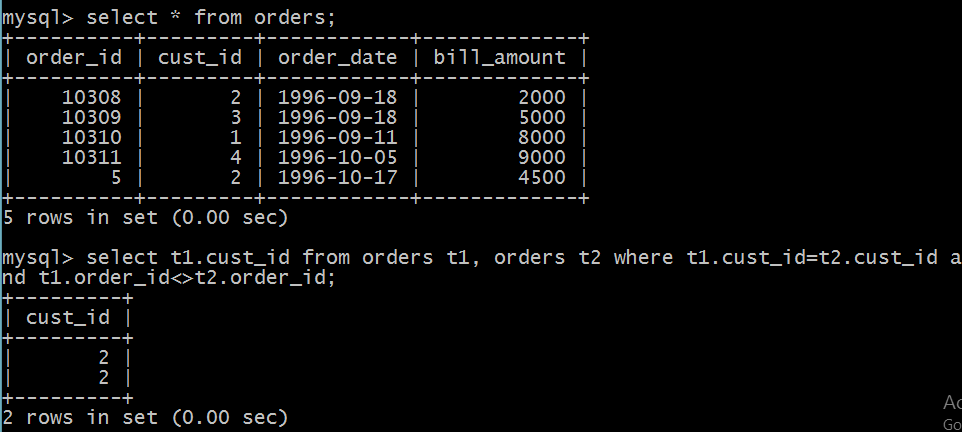 mysql> select * from orders;
+----------+---------+------------+-------------+
| order_id | cust_id | order_date | bill_amount |
+----------+---------+------------+-------------+
|    10308 |       2 | 1996-09-18 |        2000 |
|    10309 |       3 | 1996-09-18 |        5000 |
|    10310 |       1 | 1996-09-11 |        8000 |
|    10311 |       4 | 1996-10-05 |        9000 |
|        5 |       2 | 1996-10-17 |        4500 |
+----------+---------+------------+-------------+
5 rows in set (0.00 sec)
mysql> select t1.cust_id from orders t1, orders t2 where t1.cust_id=t2.cust_id a
nd t1.order_id<>t2.order_id;
+---------+
| cust_id |
+---------+
|       2 |
|       2 |
+---------+
2 rows in set (0.00 sec)